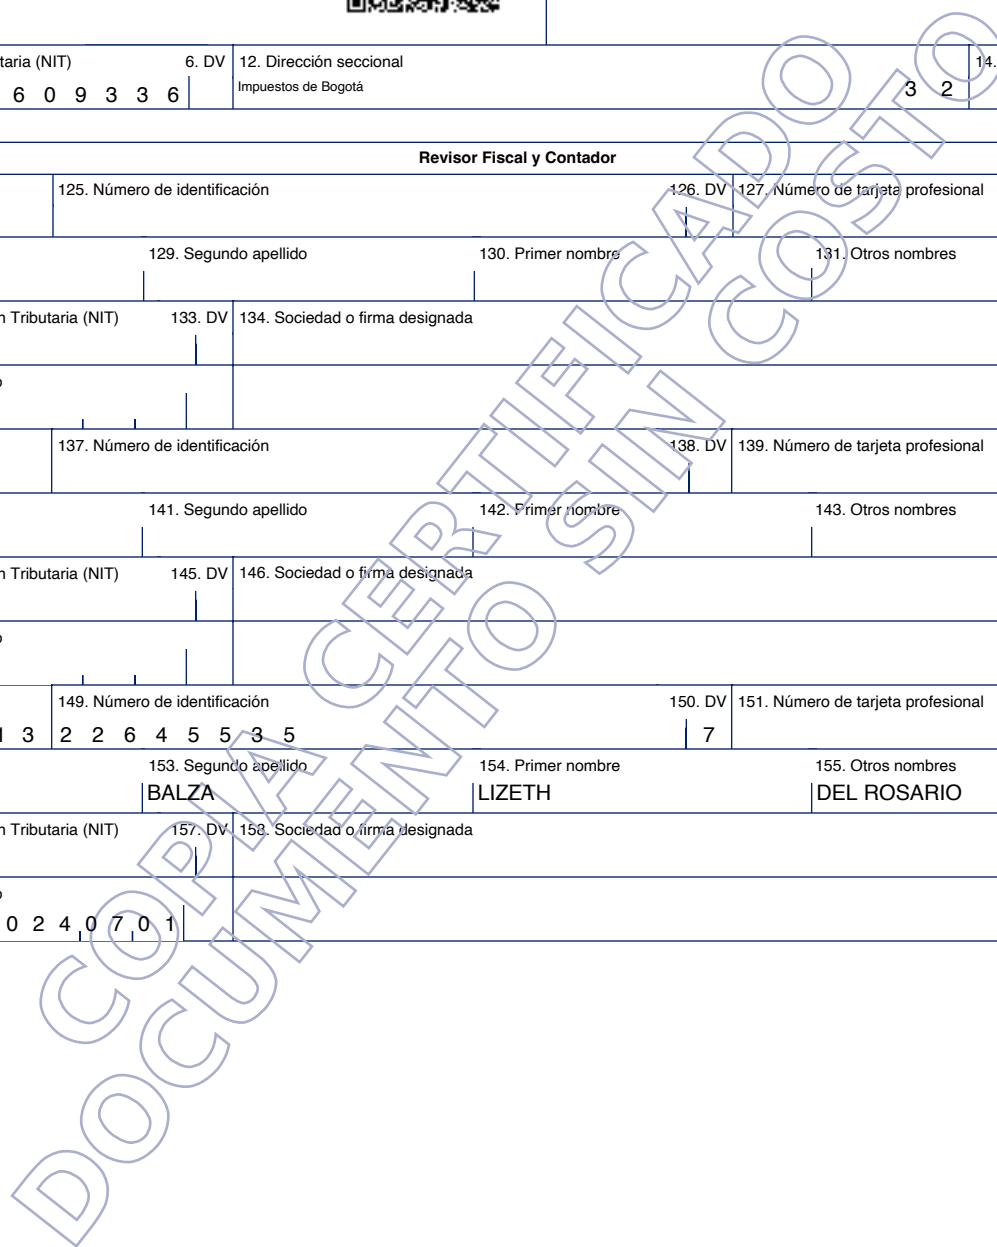 taria (NIT) 6. DV 12. Dirección seccional 14.
6 0 9 3 3 6 Impuestos de Bogotá 3 2
Revisor Fiscal y Contador
125. Número de identificación 126. DV 127. Número de tarjeta profesional
129. Segundo apellido 130. Primer nombre 131. Otros nombres
n Tributaria (NIT) 133. DV 134. Sociedad o firma designada
o
137. Número de identificación 138. DV 139. Número de tarjeta profesional
141. Segundo apellido 142. Primer nombre 143. Otros nombres
n Tributaria (NIT) 145. DV 146. Sociedad o firma designada
o
149. Número de identificación 150. DV 151. Número de tarjeta profesional
1 3 2 2 6 4 5 5 3 5 7
153. Segundo apellido 154. Primer nombre 155. Otros nombres
BALZA LIZETH DEL ROSARIO
n Tributaria (NIT) 157. DV 158. Sociedad o firma designada
o
0 2 4 0 7 0 1
COPIA CERTIFICADO
DOCUMENTO SIN COSTO